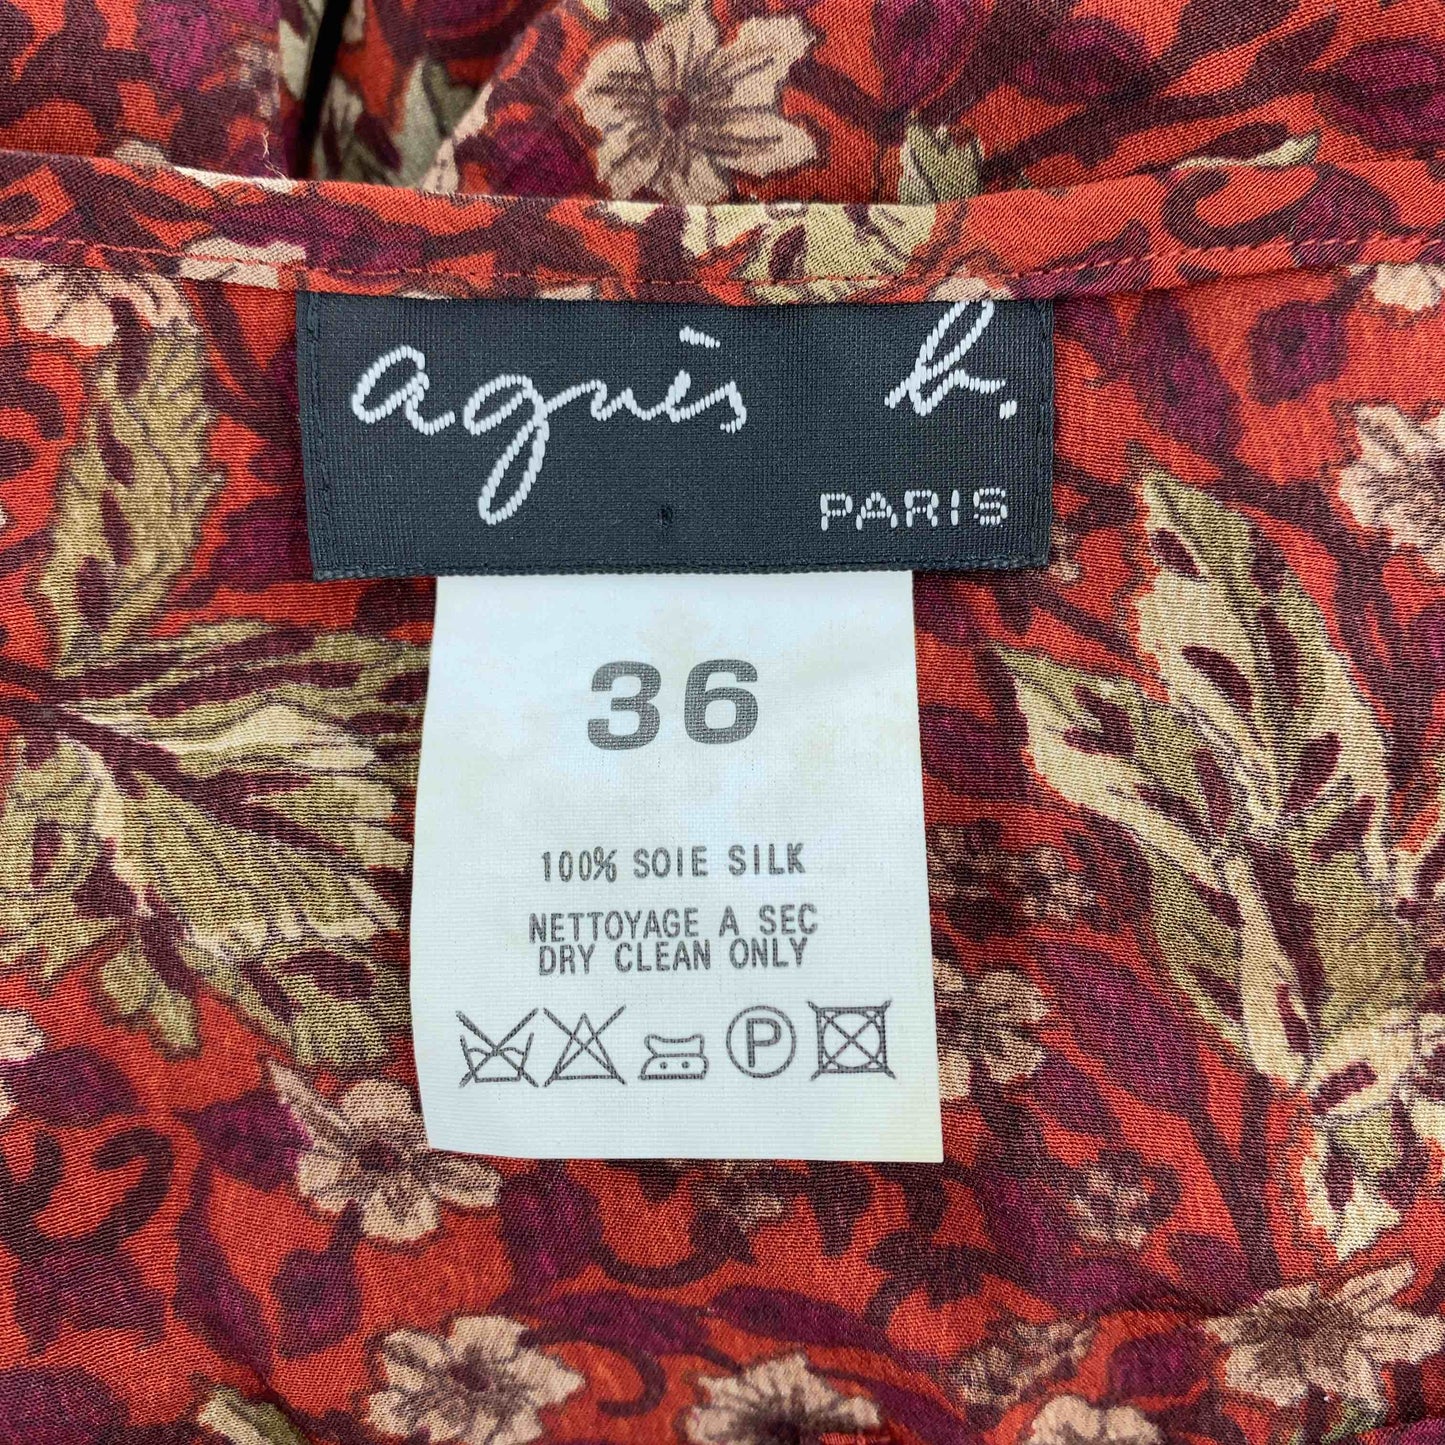 agnès b.
PARIS
36
100% SOIE SILK
NETTOYAGE A SEC
DRY CLEAN ONLY
P